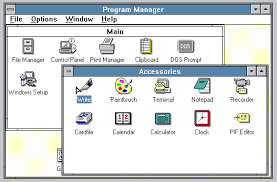 Program Manager
File Options Window Help
Main
File Manager Control Panel Print Manager Clipboard DOS Prompt
Windows Setup
Accessories
Write Paintbrush Terminal Notepad Recorder
Cardfile Calendar Calculator Clock PIF Editor